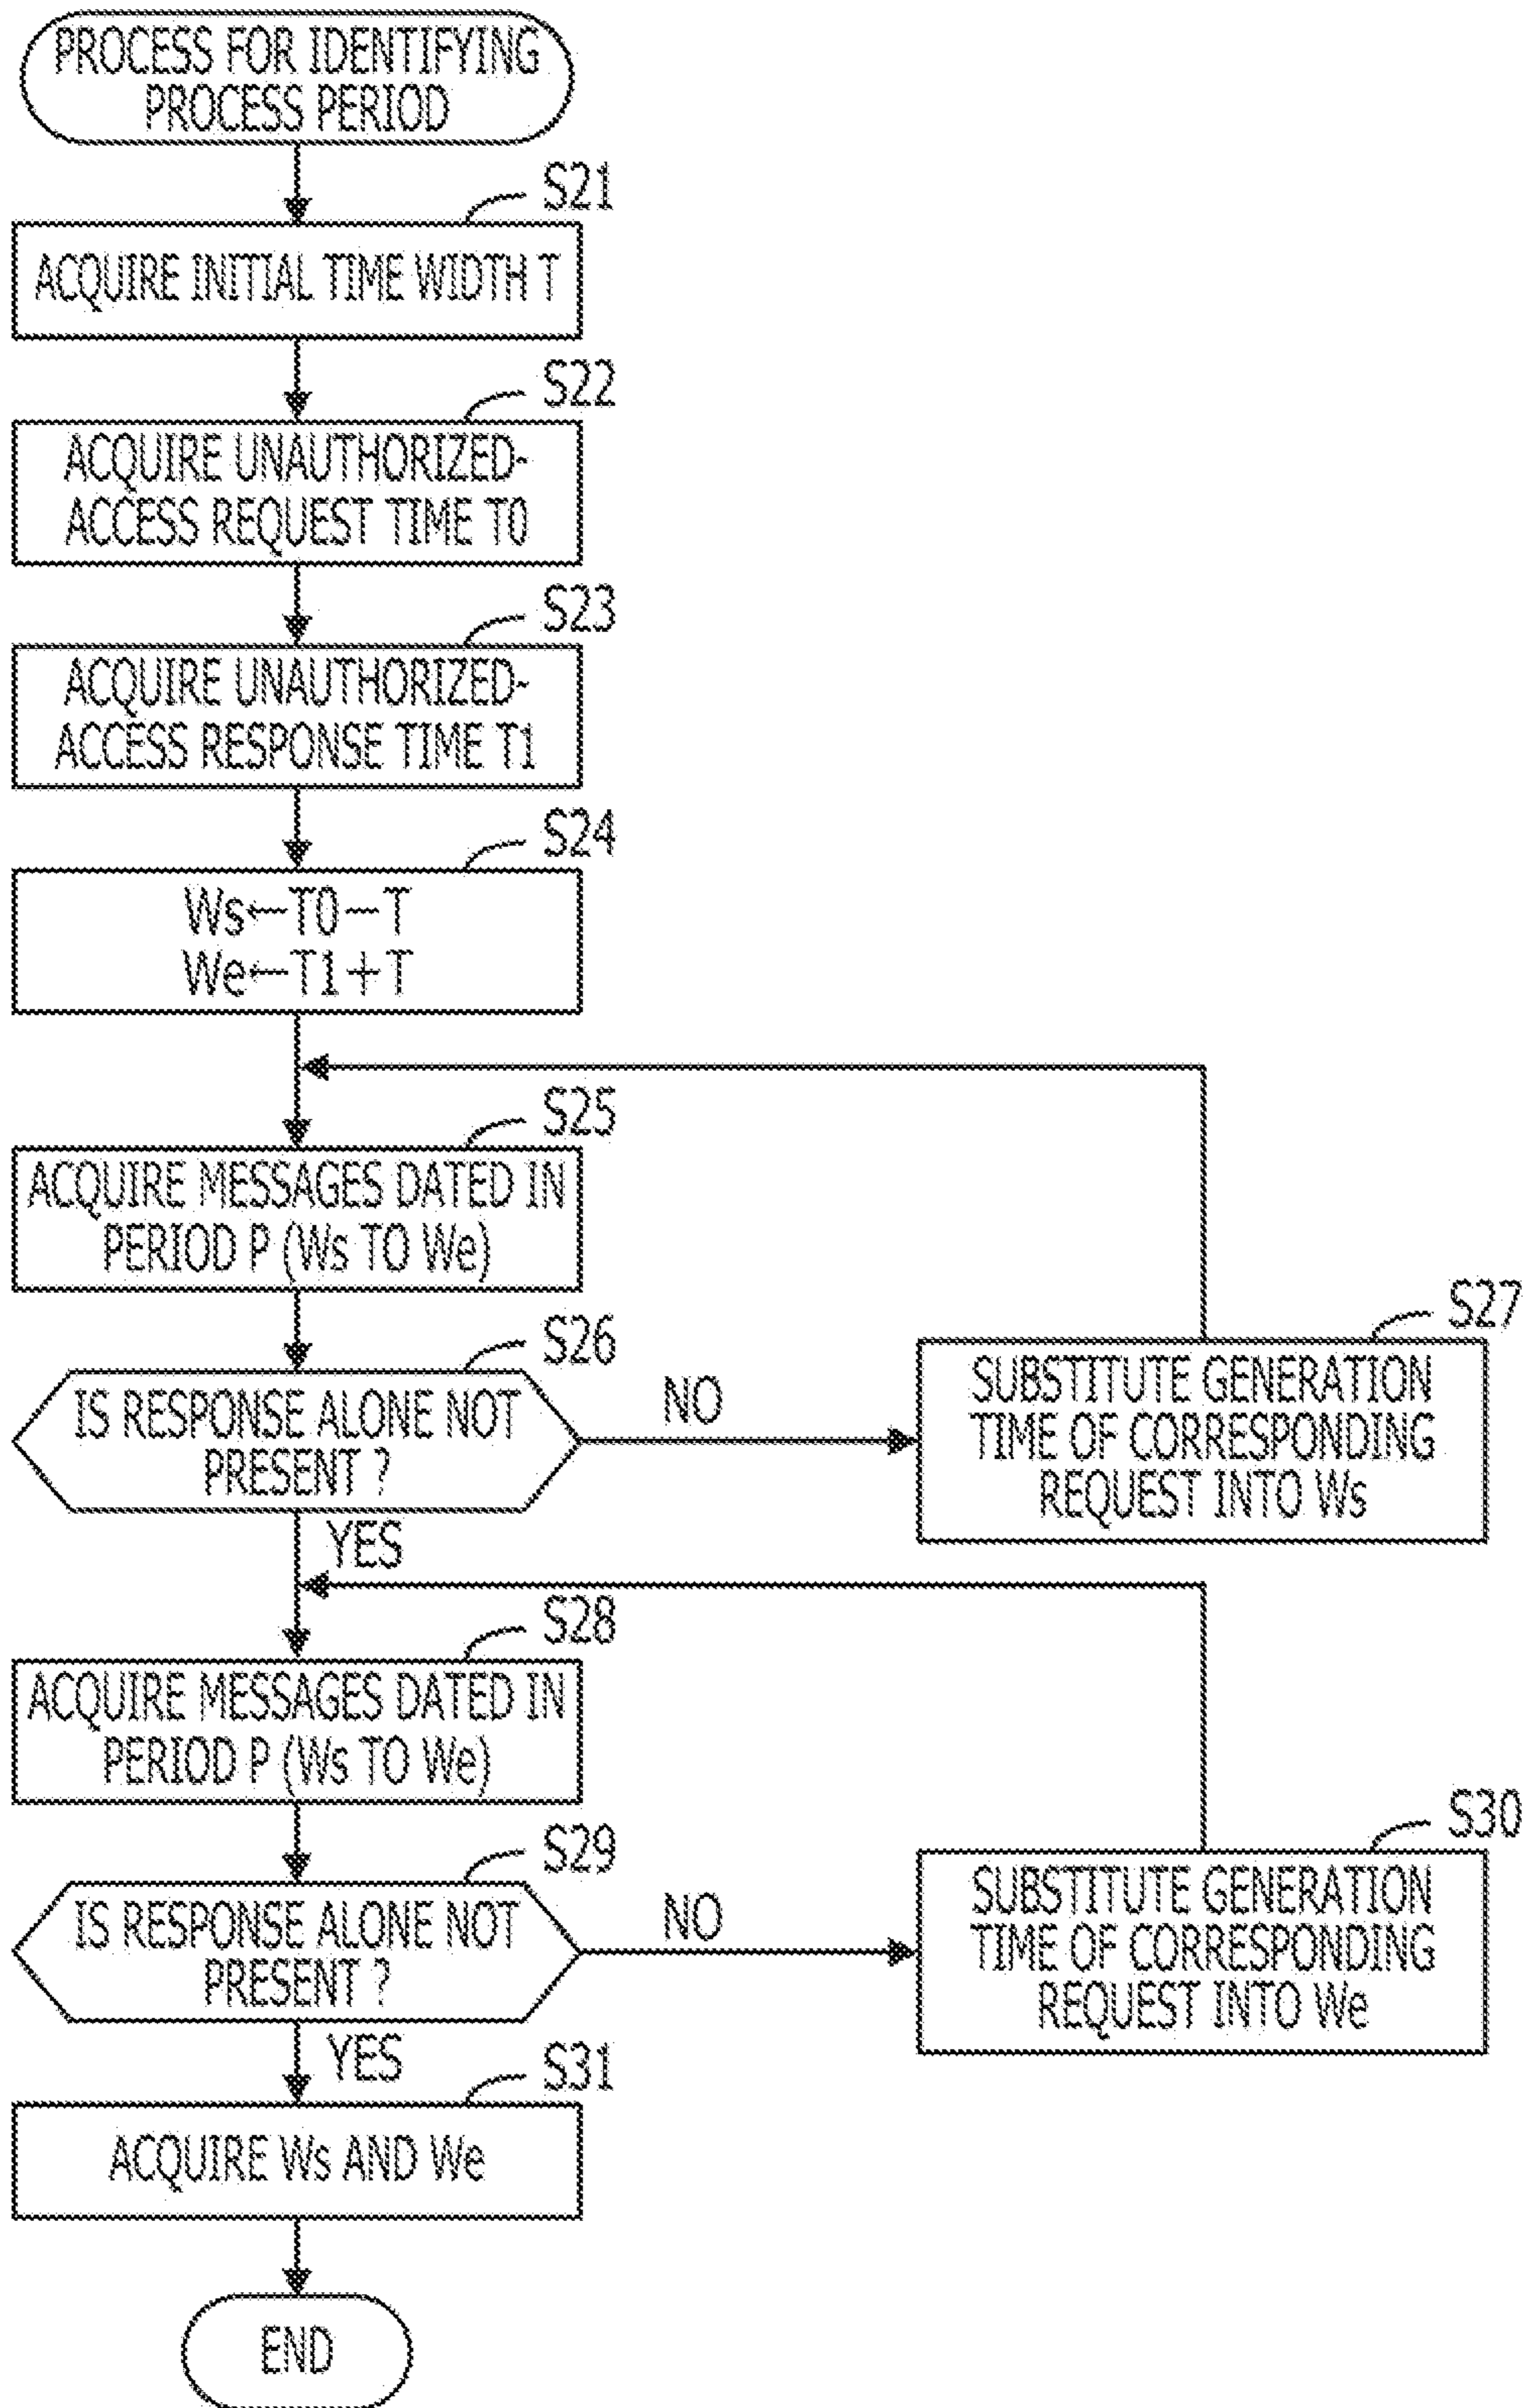 PROCESS FOR IDENTIFYING
PROCESS PERIOD
S21
ACQUIRE INITIAL TIME WIDTH T
S22
ACQUIRE UNAUTHORIZED-
ACCESS REQUEST TIME T0
S23
ACQUIRE UNAUTHORIZED-
ACCESS RESPONSE TIME T1
S24
Ws←T0−T
We←T1+T
S25
ACQUIRE MESSAGES DATED IN
PERIOD P (Ws TO We)
S26
IS RESPONSE ALONE NOT
PRESENT ?
NO
YES
S27
SUBSTITUTE GENERATION
TIME OF CORRESPONDING
REQUEST INTO Ws
S28
ACQUIRE MESSAGES DATED IN
PERIOD P (Ws TO We)
S29
IS RESPONSE ALONE NOT
PRESENT ?
NO
YES
S30
SUBSTITUTE GENERATION
TIME OF CORRESPONDING
REQUEST INTO We
S31
ACQUIRE Ws AND We
END